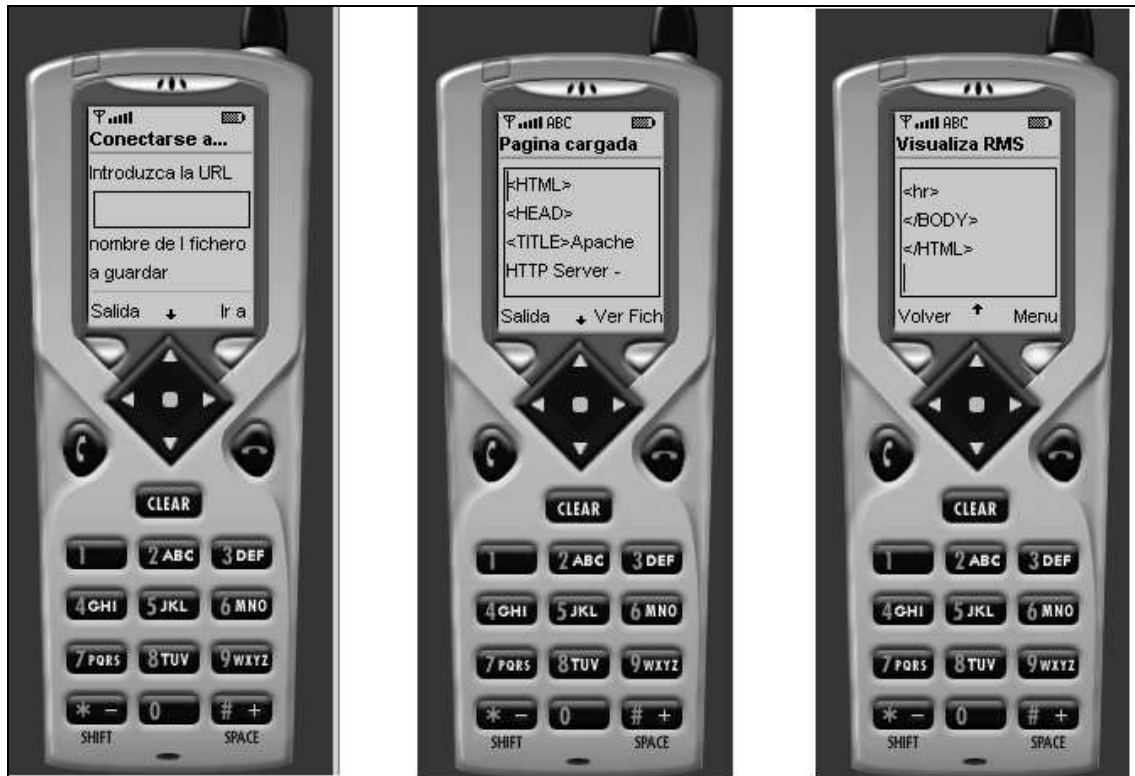 Conectarse a...
Introduzca la URL
nombre de l fichero
a guardar
Salida Ir a
CLEAR
1 2 ABC 3 DEF
4 GHI 5 JKL 6 MNO
7 PQRS 8 TUV 9 WXYZ
* - 0 # +
SHIFT SPACE
ABC
Pagina cargada
<HTML>
<HEAD>
<TITLE>Apache
HTTP Server -
Salida Ver Fich
CLEAR
1 2 ABC 3 DEF
4 GHI 5 JKL 6 MNO
7 PQRS 8 TUV 9 WXYZ
* - 0 # +
SHIFT SPACE
ABC
Visualiza RMS
<hr>
</BODY>
</HTML>
Volver Menu
CLEAR
1 2 ABC 3 DEF
4 GHI 5 JKL 6 MNO
7 PQRS 8 TUV 9 WXYZ
* - 0 # +
SHIFT SPACE